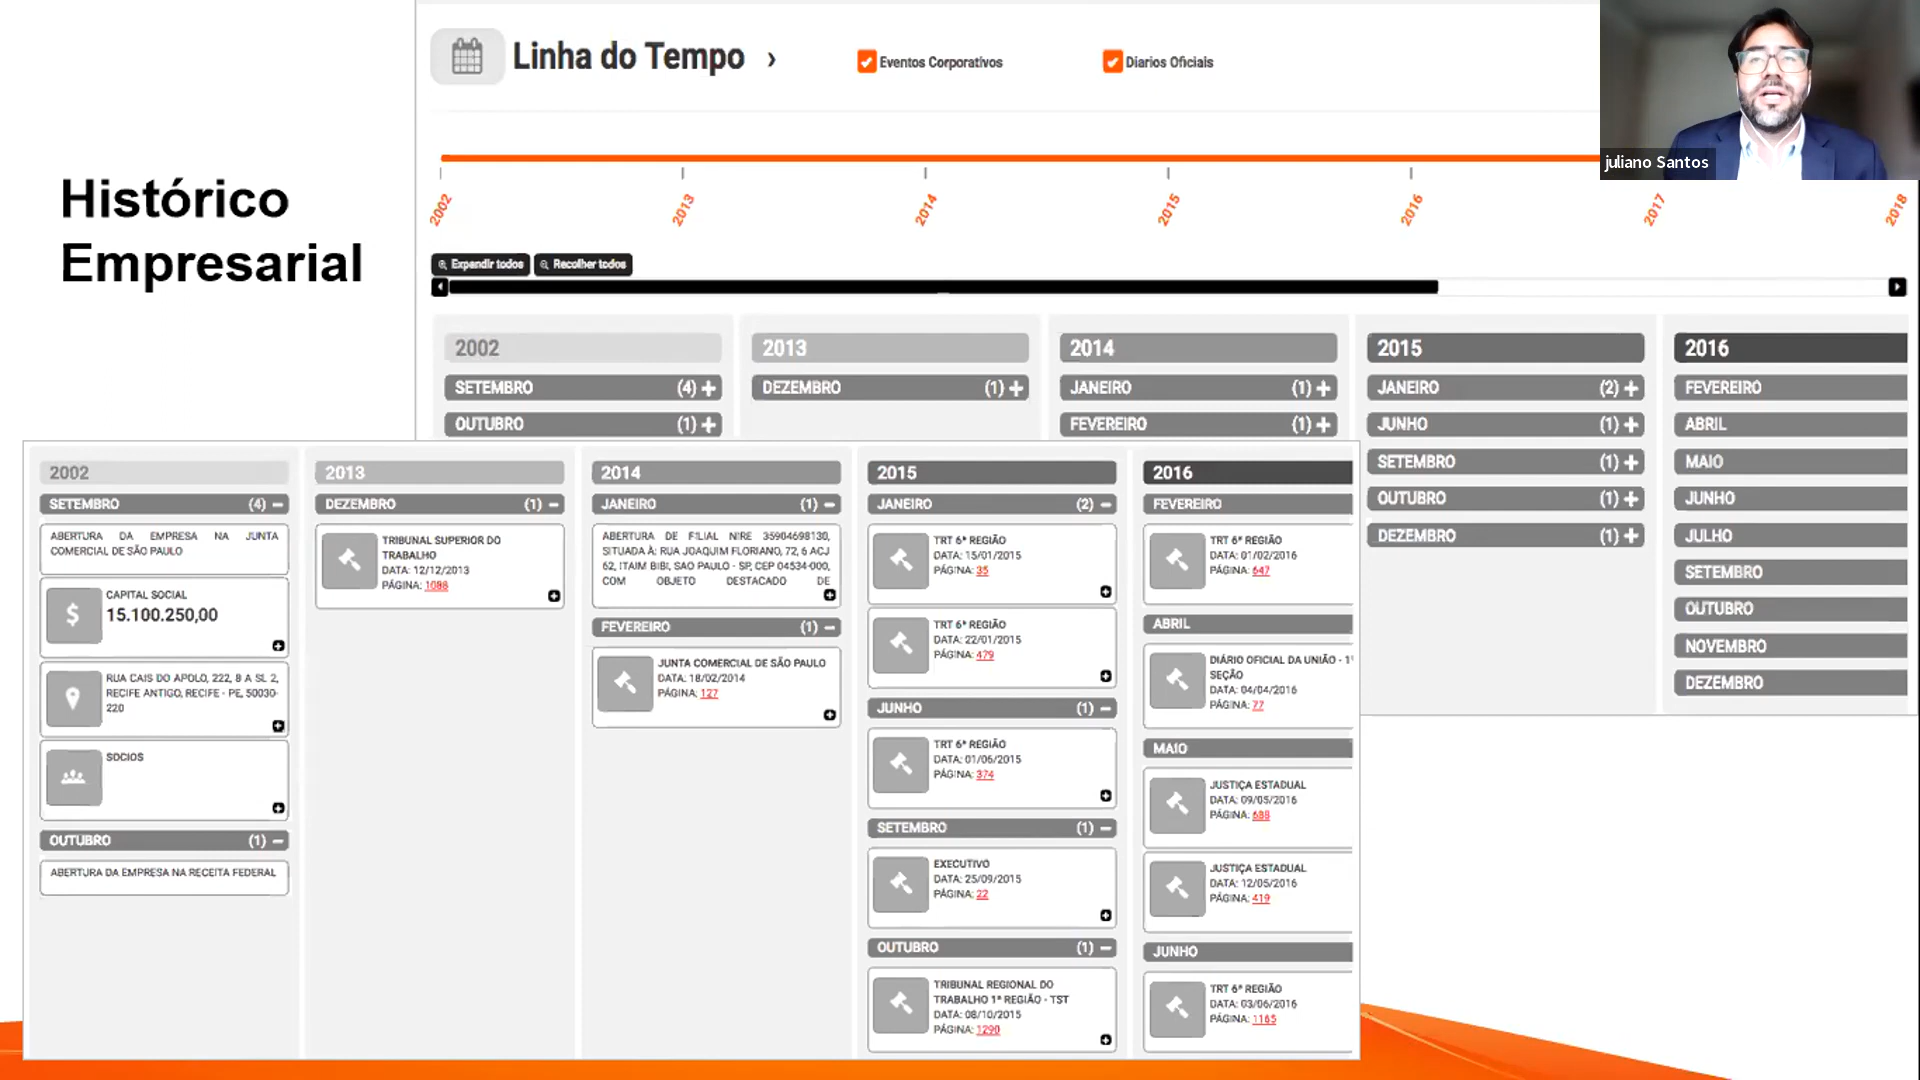 Linha do Tempo ›
Eventos Corporativos
Diarios Oficiais
juliano Santos
Histórico
Empresarial
2002
2013
2014
2015
2016
2017
2018
Expandir todos
Recolher todos
2002
SETEMBRO (4)
OUTUBRO (1)
2013
DEZEMBRO (1)
2014
JANEIRO (1)
FEVEREIRO (1)
2015
JANEIRO (2)
JUNHO (1)
SETEMBRO (1)
OUTUBRO (1)
DEZEMBRO (1)
2016
FEVEREIRO
ABRIL
MAIO
JUNHO
JULHO
SETEMBRO
OUTUBRO
NOVEMBRO
DEZEMBRO
2002
SETEMBRO (4)
ABERTURA DA EMPRESA NA JUNTA
COMERCIAL DE SÃO PAULO
CAPITAL SOCIAL
15.100.250,00
RUA CAIS DO APOLO, 222, 8 A SL 2,
RECIFE ANTIGO, RECIFE - PE, 50030-
220
SOCIOS
OUTUBRO (1)
ABERTURA DA EMPRESA NA RECEITA FEDERAL
2013
DEZEMBRO (1)
TRIBUNAL SUPERIOR DO
TRABALHO
DATA: 12/12/2013
PÁGINA: 1088
2014
JANEIRO (1)
ABERTURA DE FILIAL NIRE 35904698130,
SITUADA À: RUA JOAQUIM FLORIANO, 72, 6 ACJ
62, ITAIM BIBI, SAO PAULO - SP, CEP 04534-000,
COM OBJETO DESTACADO DE
FEVEREIRO (1)
JUNTA COMERCIAL DE SÃO PAULO
DATA: 18/02/2014
PÁGINA: 127
2015
JANEIRO (2)
TRT 6ª REGIÃO
DATA: 15/01/2015
PÁGINA: 35
TRT 6ª REGIÃO
DATA: 22/01/2015
PÁGINA: 479
JUNHO (1)
TRT 6ª REGIÃO
DATA: 01/06/2015
PÁGINA: 374
SETEMBRO (1)
EXECUTIVO
DATA: 25/09/2015
PÁGINA: 22
OUTUBRO (1)
TRIBUNAL REGIONAL DO
TRABALHO 1ª REGIÃO - TST
DATA: 08/10/2015
PÁGINA: 1290
2016
FEVEREIRO
TRT 6ª REGIÃO
DATA: 01/02/2016
PÁGINA: 647
ABRIL
DIÁRIO OFICIAL DA UNIÃO - 1ª
SEÇÃO
DATA: 04/04/2016
PÁGINA: 77
MAIO
JUSTIÇA ESTADUAL
DATA: 09/05/2016
PÁGINA: 688
JUSTIÇA ESTADUAL
DATA: 12/05/2016
PÁGINA: 419
JUNHO
TRT 6ª REGIÃO
DATA: 03/06/2016
PÁGINA: 1165